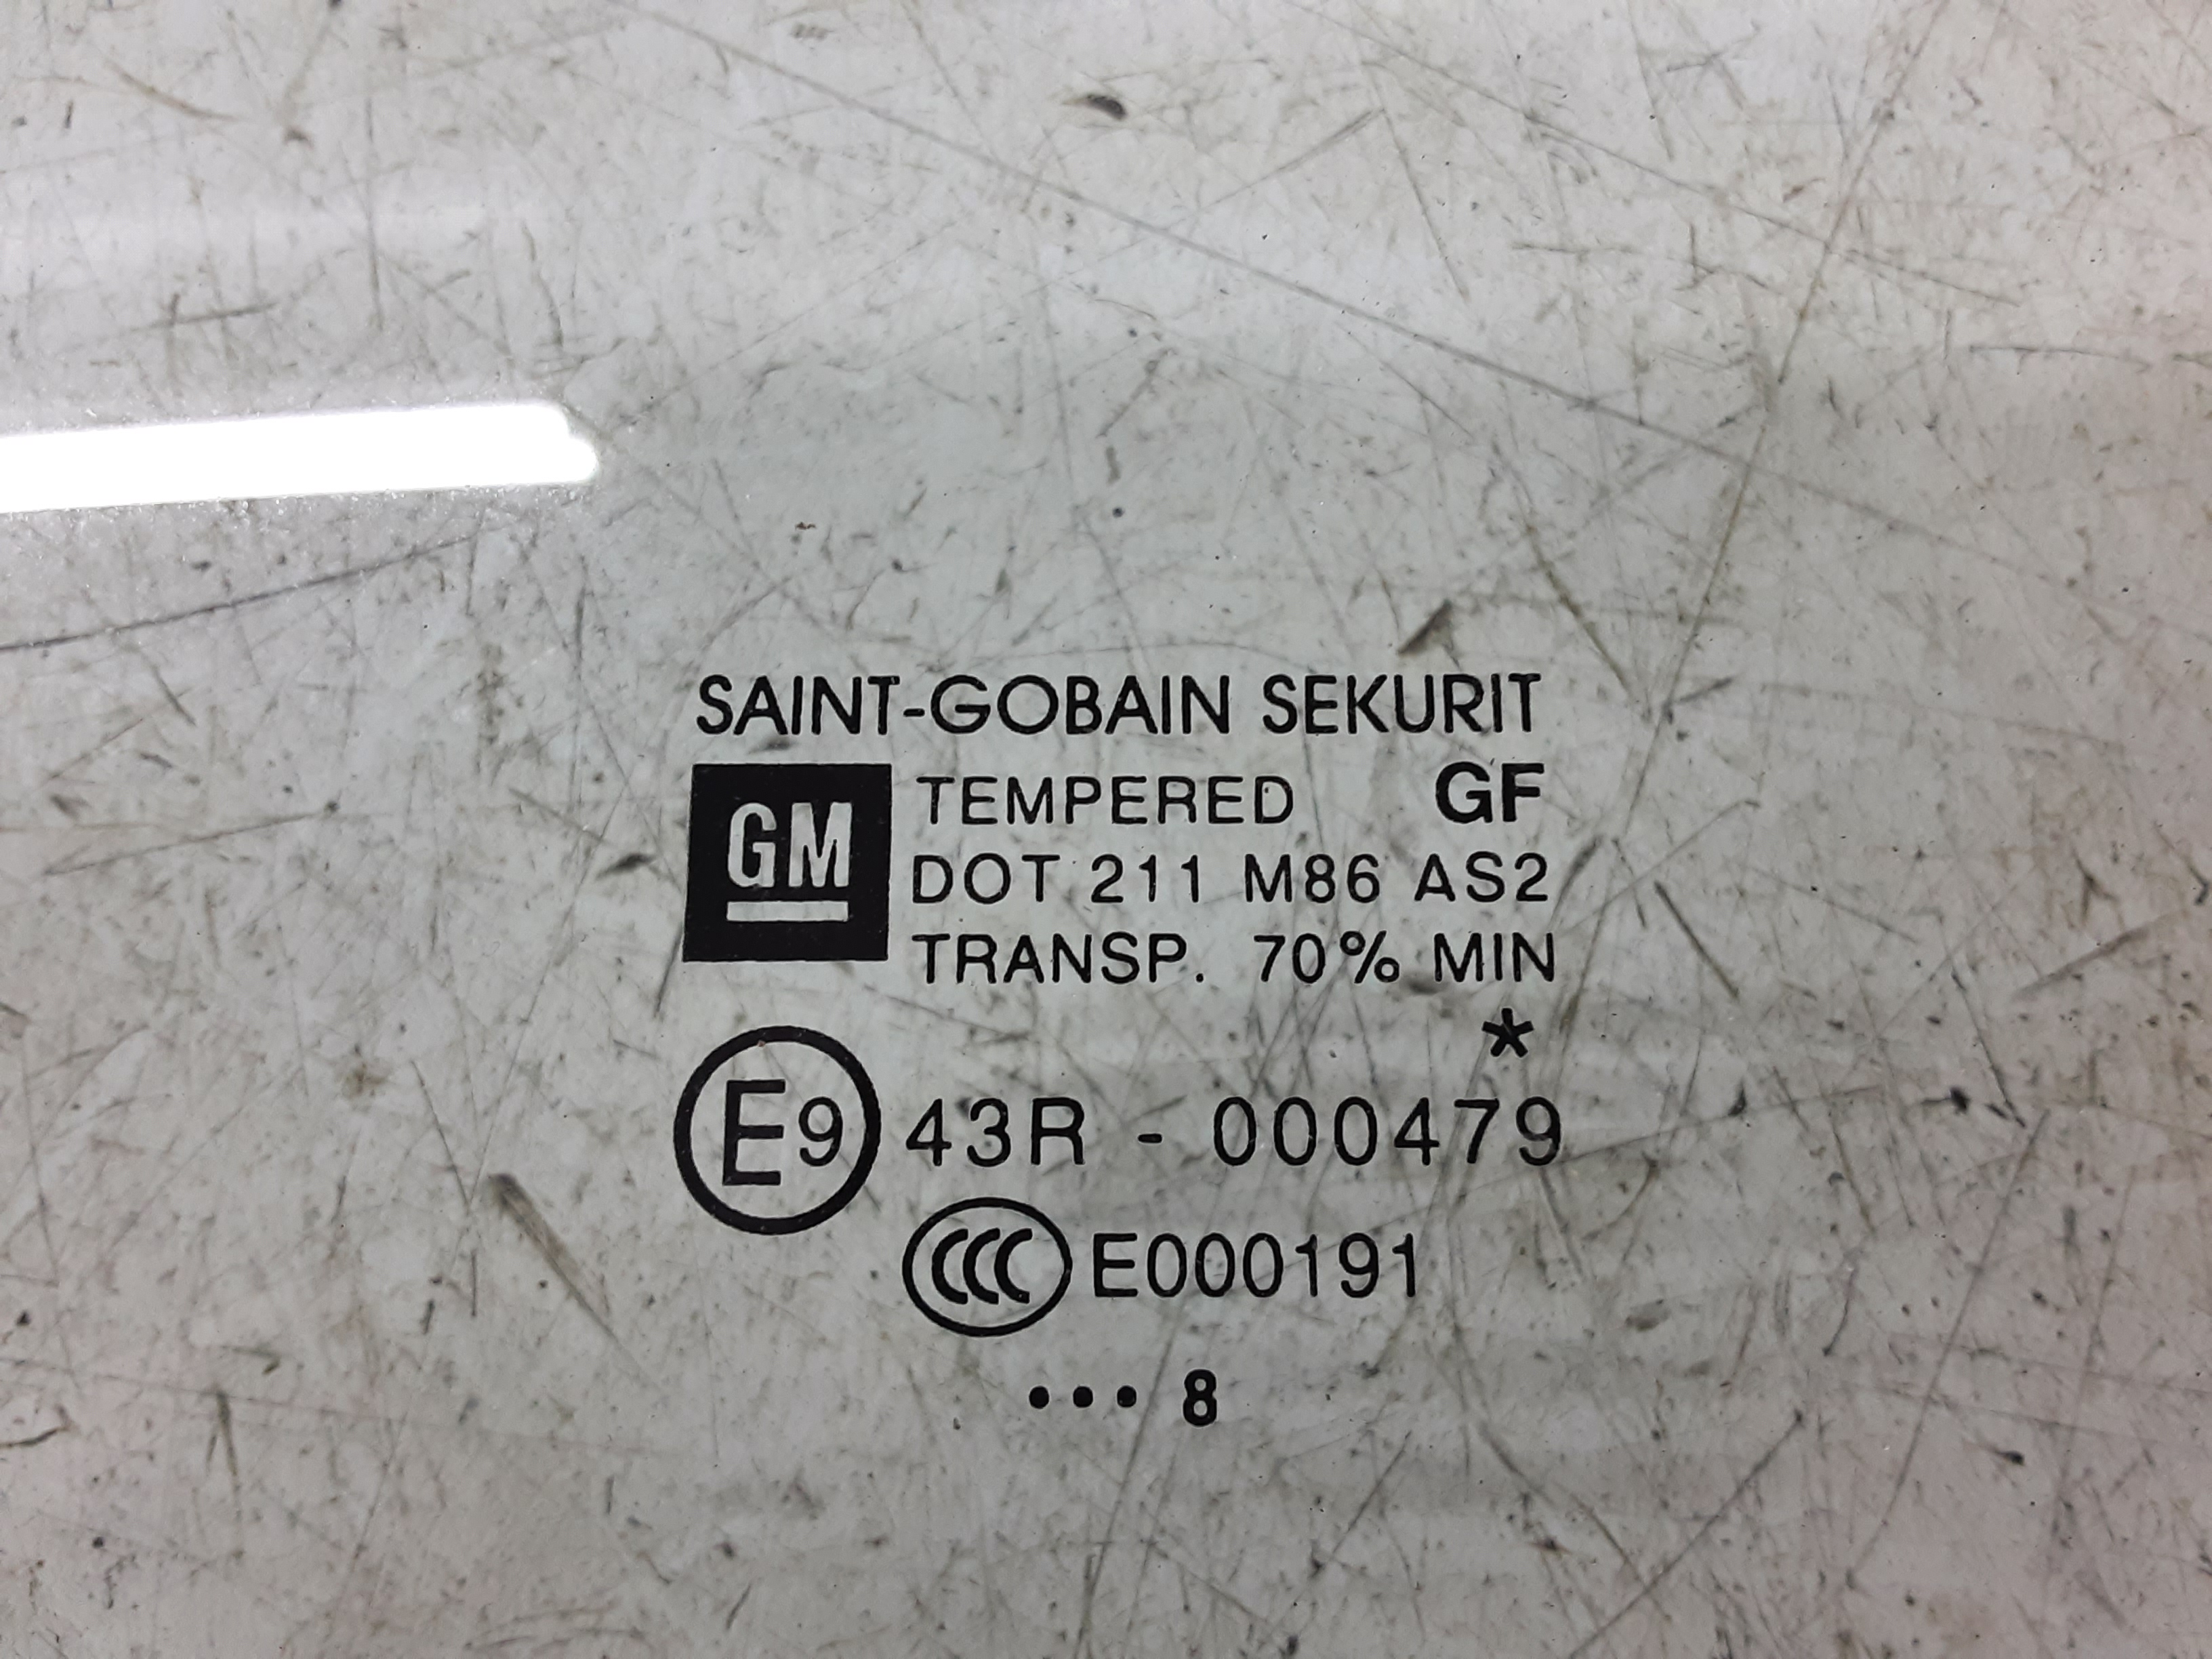 SAINT-GOBAIN SEKURIT
GM TEMPERED GF
DOT 211 M86 AS2
TRANSP. 70% MIN
*
E9 43R - 000479
CCC E000191
••• 8